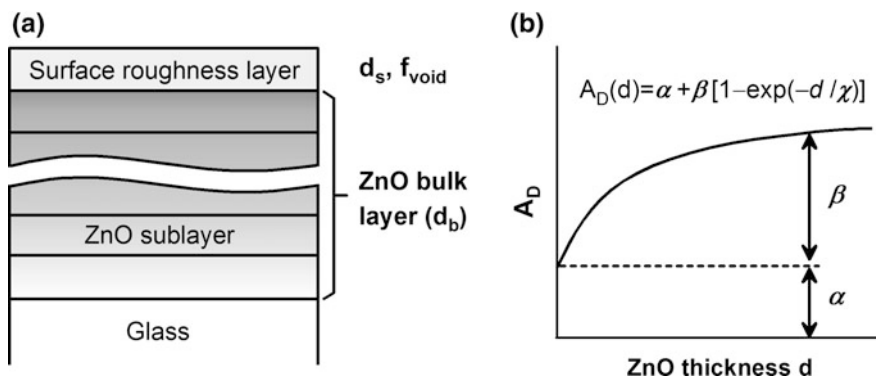 (a)
Surface roughness layer
d_s, f_void
ZnO bulk
layer (d_b)
ZnO sublayer
Glass
(b)
A_D(d)=α+β[1–exp(–d/χ)]
A_D
β
α
ZnO thickness d